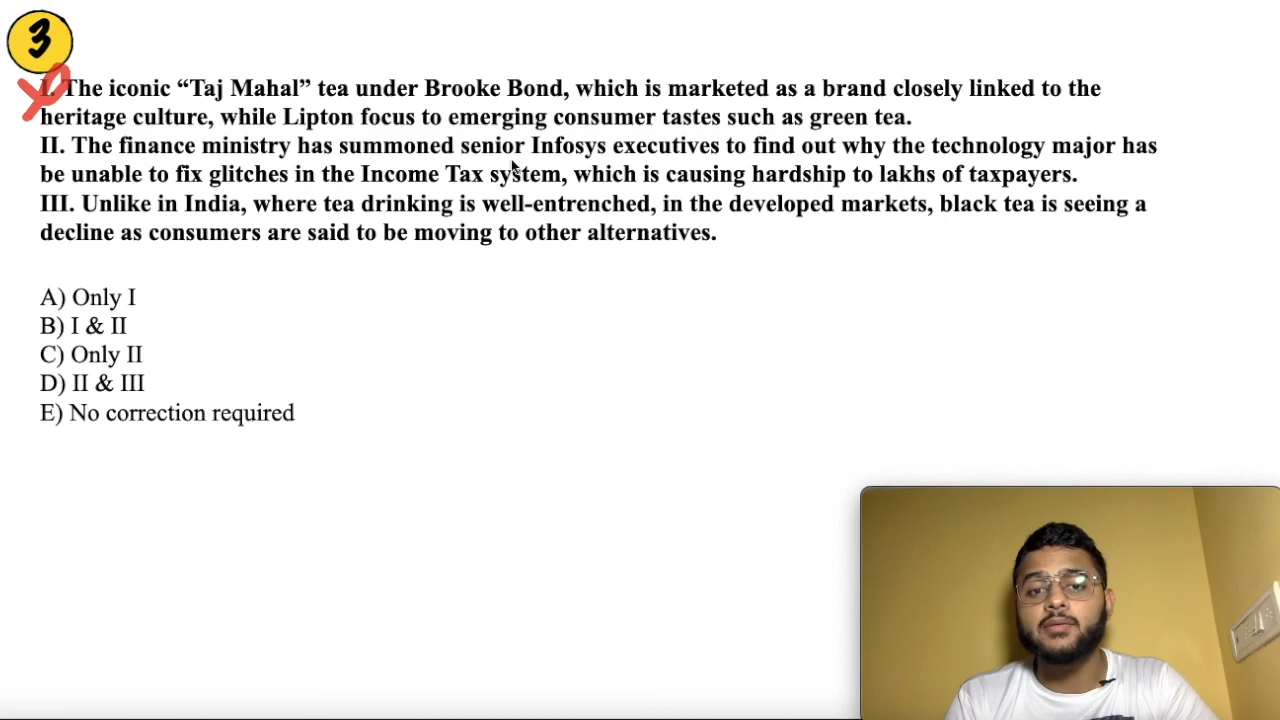 3
I. The iconic “Taj Mahal” tea under Brooke Bond, which is marketed as a brand closely linked to the
heritage culture, while Lipton focus to emerging consumer tastes such as green tea.
II. The finance ministry has summoned senior Infosys executives to find out why the technology major has
be unable to fix glitches in the Income Tax system, which is causing hardship to lakhs of taxpayers.
III. Unlike in India, where tea drinking is well-entrenched, in the developed markets, black tea is seeing a
decline as consumers are said to be moving to other alternatives.
A) Only I
B) I & II
C) Only II
D) II & III
E) No correction required